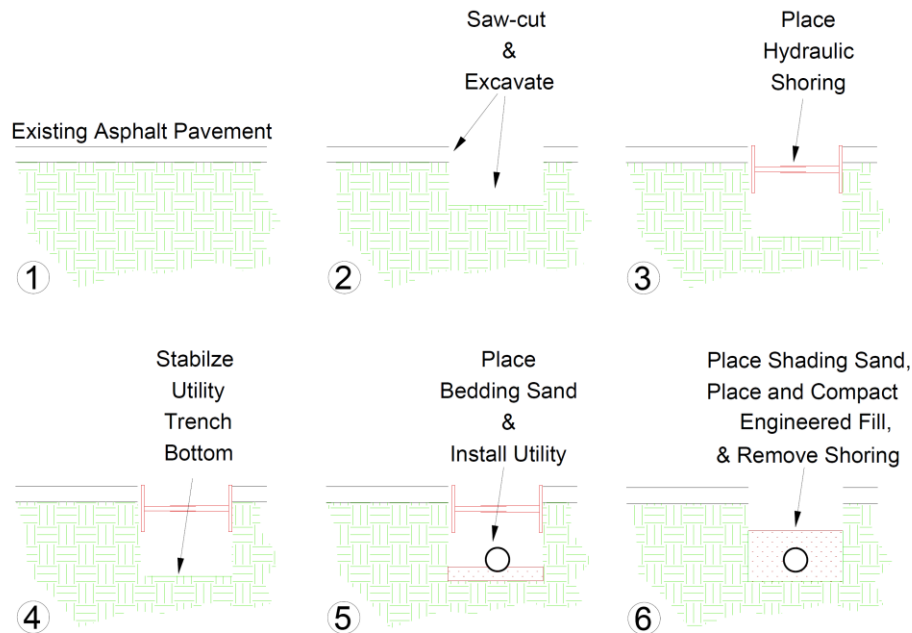 Existing Asphalt Pavement
1
Saw-cut
&
Excavate
2
Place
Hydraulic
Shoring
3
Stabilze
Utility
Trench
Bottom
4
Place
Bedding Sand
&
Install Utility
5
Place Shading Sand,
Place and Compact
Engineered Fill,
& Remove Shoring
6